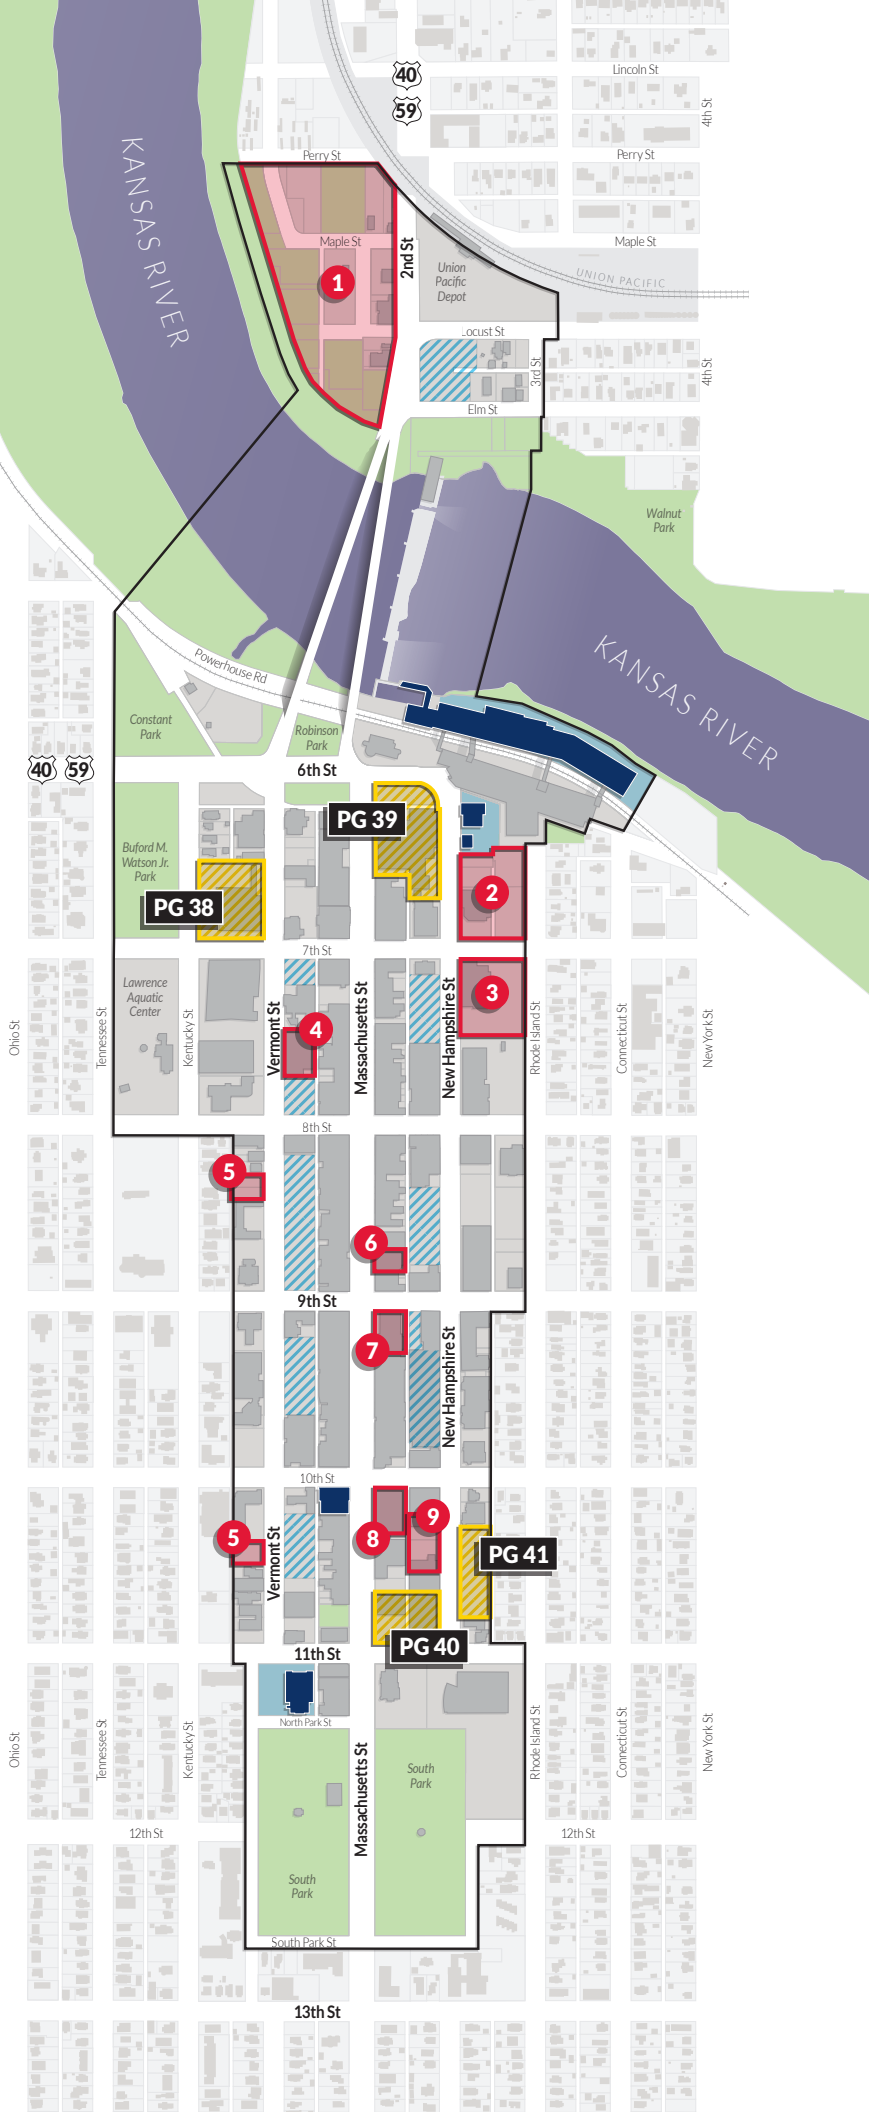 Lincoln St
40
59
4th St
KANSAS RIVER
Perry St
Perry St
Maple St
2nd St
Maple St
1
Union
Pacific
Depot
UNION PACIFIC
Locust St
3rd St
4th St
Elm St
Walnut
Park
KANSAS RIVER
Powerhouse Rd
Constant
Park
Robinson
Park
40
59
6th St
PG 39
Buford M.
Watson Jr.
Park
PG 38
2
7th St
Lawrence
Aquatic
Center
3
4
Ohio St
Tennessee St
Kentucky St
Vermont St
Massachusetts St
New Hampshire St
Rhode Island St
Connecticut St
New York St
8th St
5
6
9th St
7
New Hampshire St
10th St
9
8
5
Vermont St
PG 41
PG 40
11th St
North Park St
Ohio St
Tennessee St
Kentucky St
Massachusetts St
Rhode Island St
Connecticut St
New York St
South
Park
12th St
12th St
South
Park
South Park St
13th St